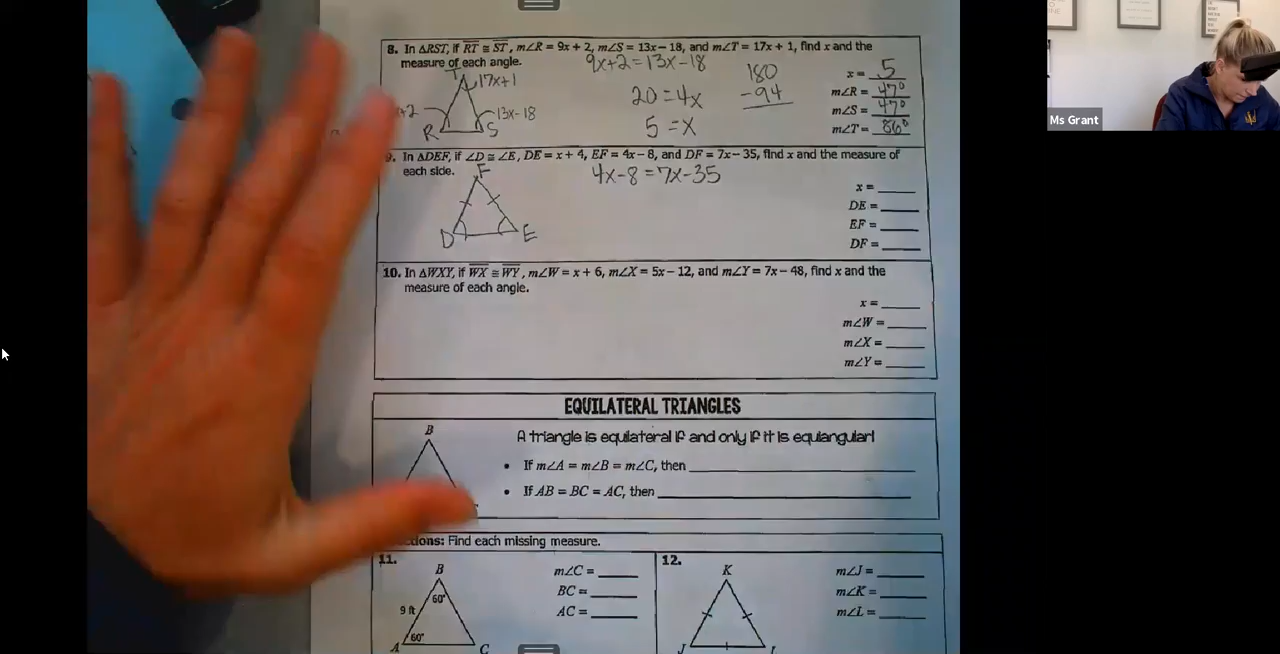 8. In ΔRST, if RT ≅ ST, m∠R = 9x + 2, m∠S = 13x – 18, and m∠T = 17x + 1, find x and the
measure of each angle.
9x+2=13x-18
20=4x
5=x
180
-94
T
17x+1
+2
13x-18
R
S
x = 5
m∠R = 47°
m∠S = 47°
m∠T = 86°
9. In ΔDEF, if ∠D ≅ ∠E, DE = x + 4, EF = 4x – 8, and DF = 7x – 35, find x and the measure of
each side.
4x-8=7x-35
F
D
E
x =
DE =
EF =
DF =
10. In ΔWXY, if WX ≅ WY, m∠W = x + 6, m∠X = 5x – 12, and m∠Y = 7x – 48, find x and the
measure of each angle.
x =
m∠W =
m∠X =
m∠Y =
EQUILATERAL TRIANGLES
B
A triangle is equilateral if and only if it is equiangular!
• If m∠A = m∠B = m∠C, then
• If AB = BC = AC, then
Find each missing measure.
11.
B
60°
9 ft
60°
A
C
m∠C =
BC =
AC =
12.
K
J
m∠J =
m∠K =
m∠L =
Ms Grant